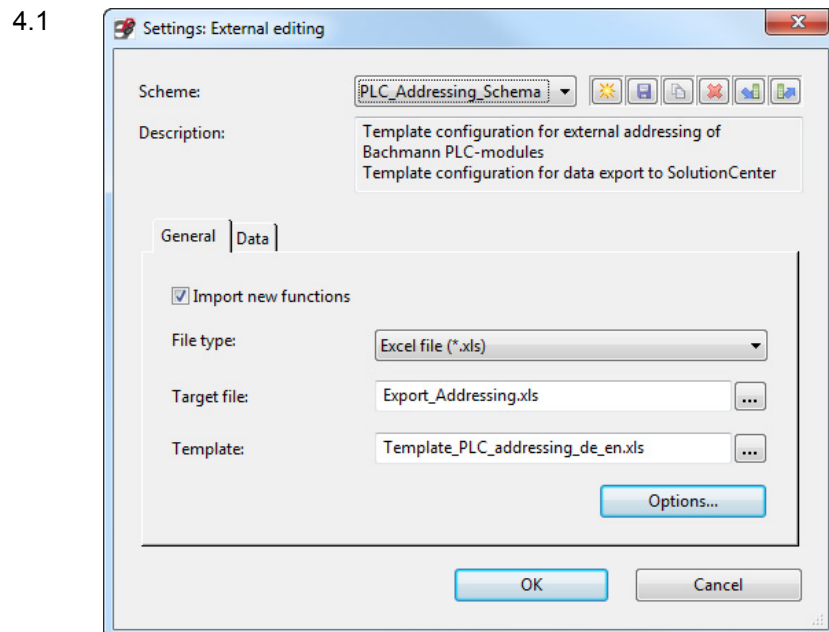 4.1
Settings: External editing
Scheme: PLC_Addressing_Schema
Description: Template configuration for external addressing of
Bachmann PLC-modules
Template configuration for data export to SolutionCenter
General Data
Import new functions
File type: Excel file (*.xls)
Target file: Export_Addressing.xls ...
Template: Template_PLC_addressing_de_en.xls ...
Options...
OK Cancel